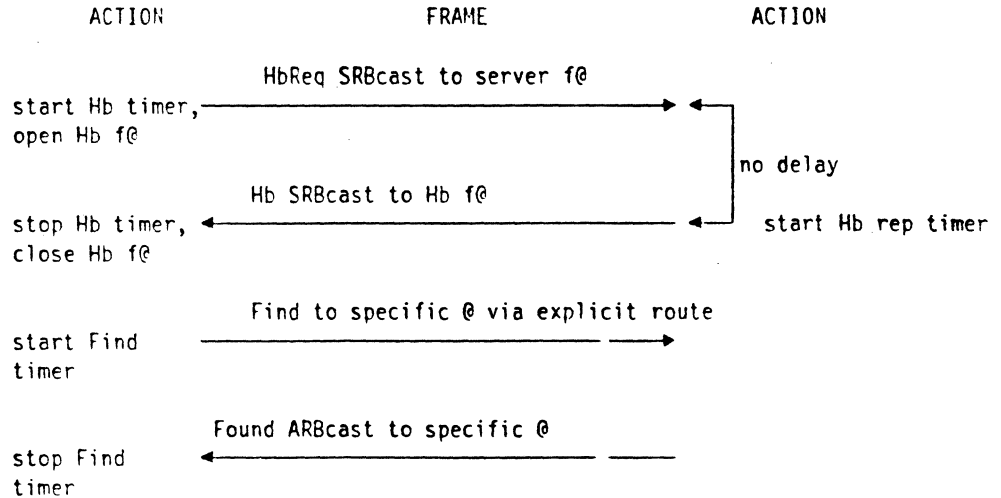 ACTION FRAME ACTION
HbReq SRBcast to server f@
start Hb timer,
open Hb f@
no delay
Hb SRBcast to Hb f@
stop Hb timer, start Hb rep timer
close Hb f@
Find to specific @ via explicit route
start Find
timer
Found ARBcast to specific @
stop Find
timer